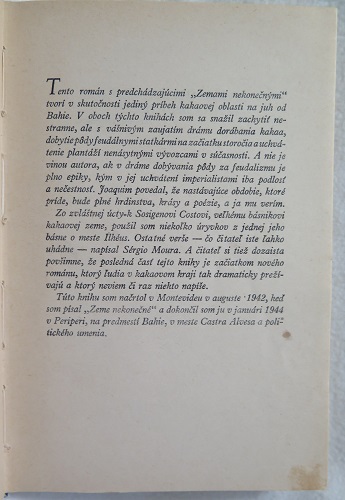 Tento román s predchádzajúcimi „Zemami nekonečnými“
tvorí v skutočnosti jediný príbeh kakaovej oblasti na juh od
Bahie. V oboch týchto knihách som sa snažil zachytiť ne-
stranne, ale s vášnivým zaujatím drámu dorábania kakaa,
dobytie pôdy feudálnymi statkármi na začiatku storočia a uchvá-
tenie plantáží nenásytnými vývozcami v súčasnosti. A nie je
vinou autora, ak v dráme dobývania pôdy za feudalizmu je
plno epiky, kým v jej uchvátení imperialistami iba podlosť
a nečestnosť. Joaquim povedal, že nastávajúce obdobie, ktoré
príde, bude plné hrdinstva, krásy a poézie, a ja mu verím.
Zo zvláštnej úcty k Sosigenovi Costovi, veľkému básnikovi
kakaovej zeme, použil som niekoľko úryvkov z jednej jeho
básne o meste Ilhéus. Ostatné verše — čo čitateľ iste ľahko
uhádne — napísal Sérgio Moura. A čitateľ si tiež dozaista
povšimne, že posledná časť tejto knihy je začiatkom nového
románu, ktorý ľudia v kakaovom kraji tak dramaticky preží-
vajú a ktorý neviem či raz niekto napíše.
Túto knihu som načrtol v Montevideu v auguste 1942, keď
som písal „Zeme nekonečné“ a dokončil som ju v januári 1944
v Periperi, na predmestí Bahie, v meste Castra Alvesa a poli-
tického umenia.